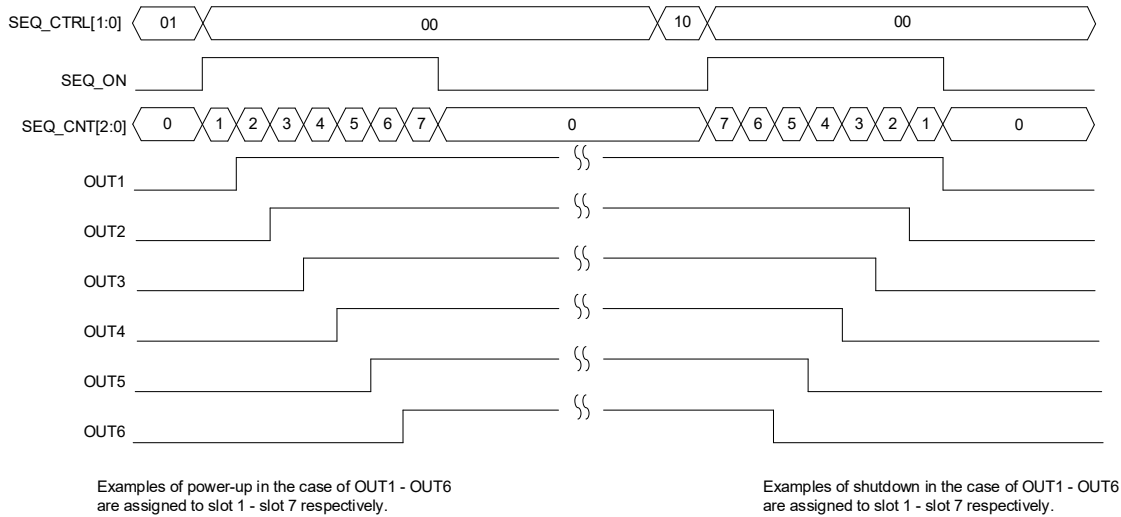 SEQ_CTRL[1:0] 01 00 10 00
SEQ_ON
SEQ_CNT[2:0] 0 1 2 3 4 5 6 7 0 7 6 5 4 3 2 1 0
OUT1
OUT2
OUT3
OUT4
OUT5
OUT6
Examples of power-up in the case of OUT1 - OUT6
are assigned to slot 1 - slot 7 respectively.
Examples of shutdown in the case of OUT1 - OUT6
are assigned to slot 1 - slot 7 respectively.